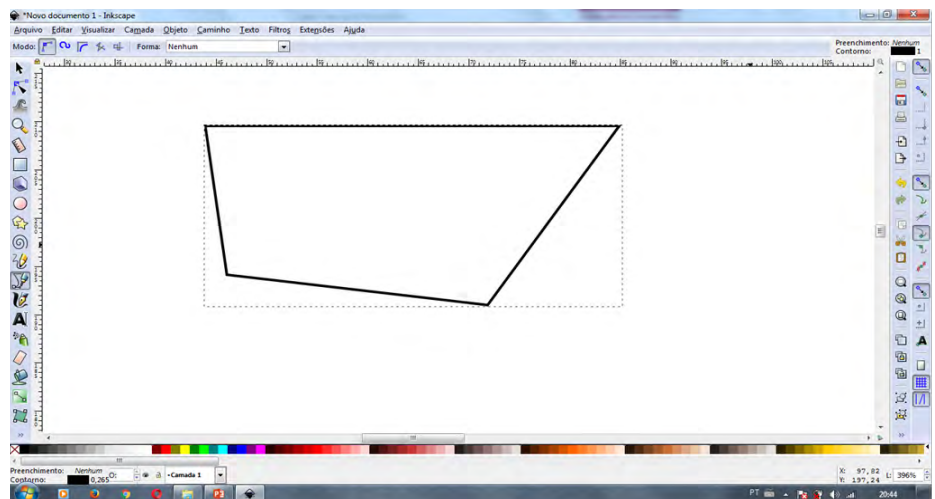 *Novo documento 1 - Inkscape
Arquivo Editar Visualizar Camada Objeto Caminho Texto Filtros Extensões Ajuda
Modo: Forma: Nenhum
Preenchimento: Nenhum
Contorno: 1
Preenchimento: Nenhum O: •Camada 1
Contorno: 0,265
X: 97,82
Y: 197,24
396%
PT 20:44